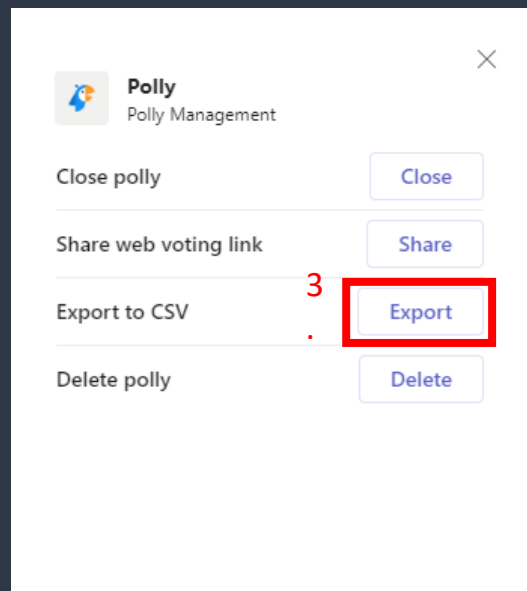 Polly
Polly Management
Close polly Close
Share web voting link Share
3
.
Export to CSV Export
Delete polly Delete